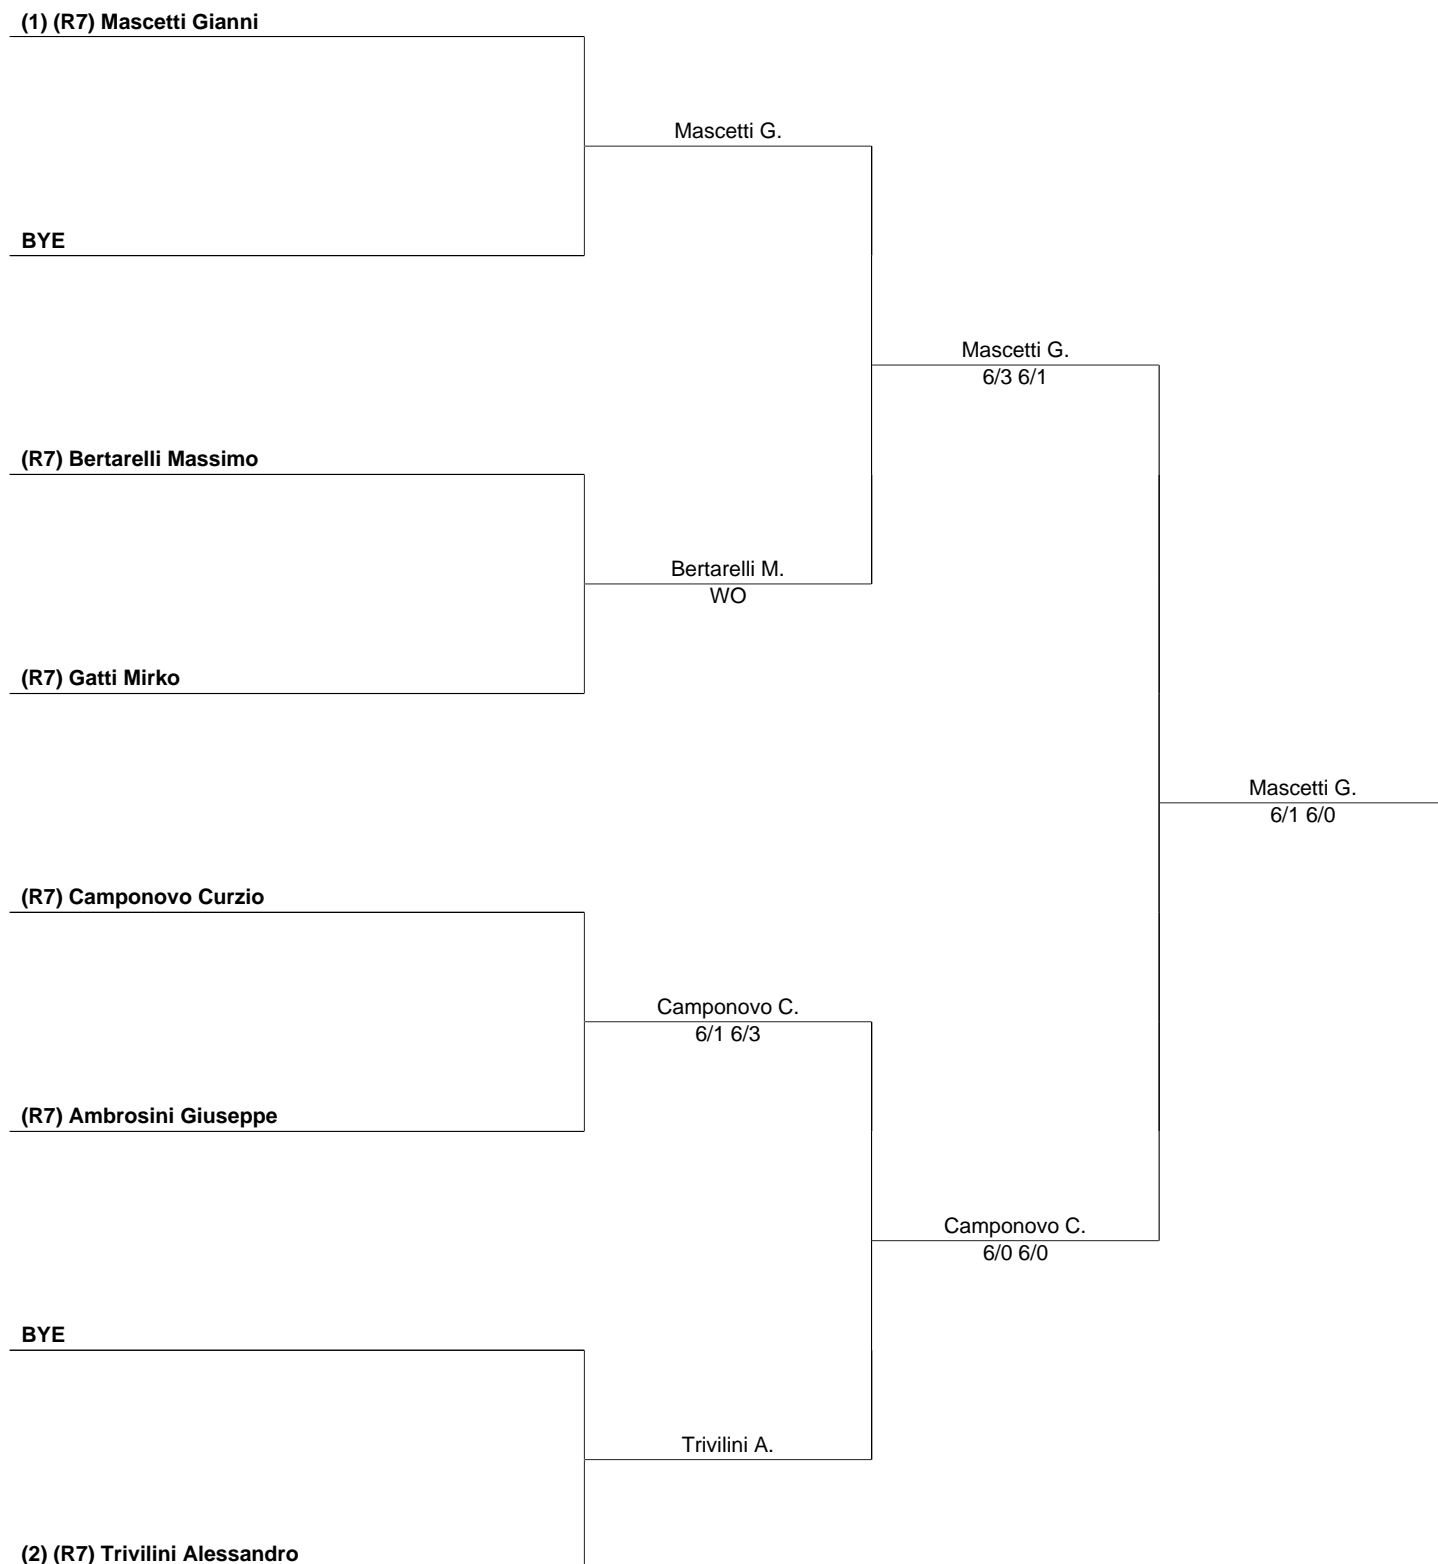 (1) (R7) Mascetti Gianni
Mascetti G.
BYE
Mascetti G.
6/3 6/1
(R7) Bertarelli Massimo
Bertarelli M.
WO
(R7) Gatti Mirko
Mascetti G.
6/1 6/0
(R7) Camponovo Curzio
Camponovo C.
6/1 6/3
(R7) Ambrosini Giuseppe
Camponovo C.
6/0 6/0
BYE
Trivilini A.
(2) (R7) Trivilini Alessandro